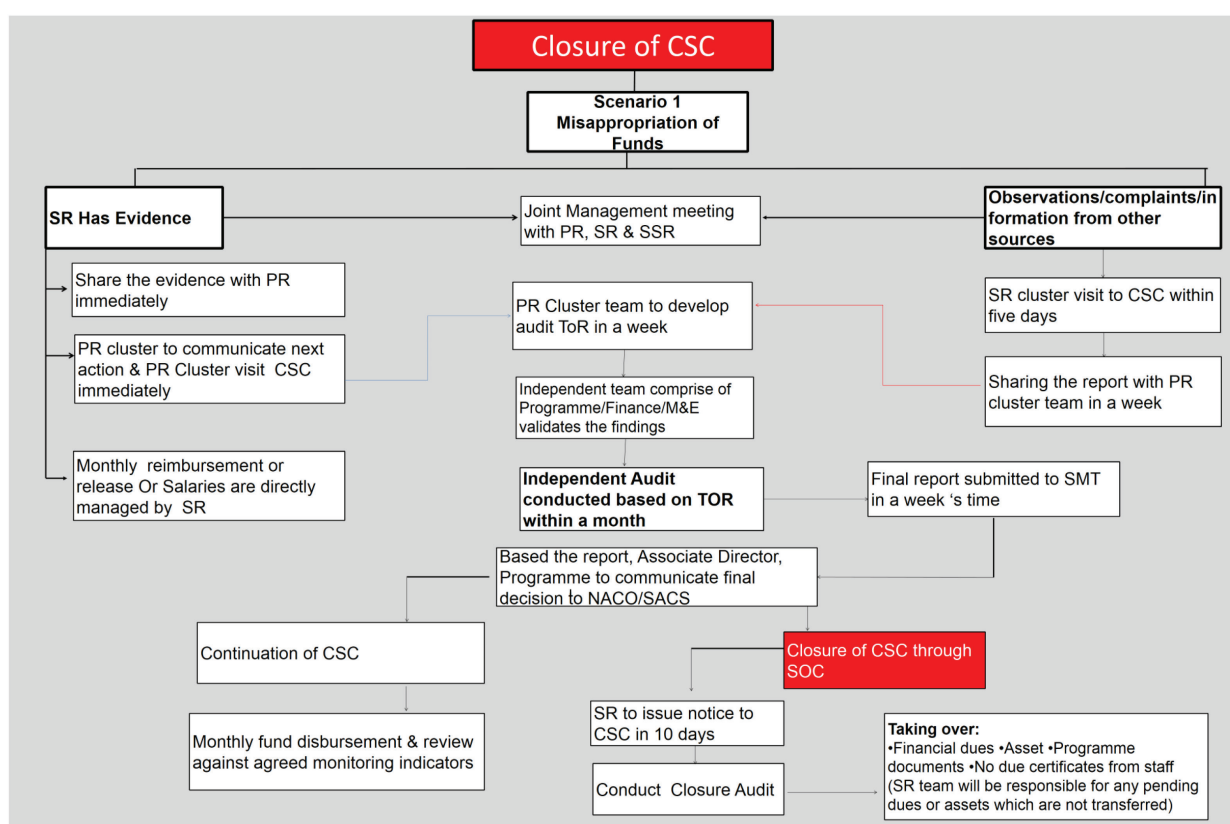 Closure of CSC
Scenario 1
Misappropriation of
Funds
SR Has Evidence
Joint Management meeting
with PR, SR & SSR
Observations/complaints/in
formation from other
sources
Share the evidence with PR
immediately
PR Cluster team to develop
audit ToR in a week
SR cluster visit to CSC within
five days
PR cluster to communicate next
action & PR Cluster visit CSC
immediately
Sharing the report with PR
cluster team in a week
Independent team comprise of
Programme/Finance/M&E
validates the findings
Monthly reimbursement or
release Or Salaries are directly
managed by SR
Independent Audit
conducted based on TOR
within a month
Final report submitted to SMT
in a week ‘s time
Based the report, Associate Director,
Programme to communicate final
decision to NACO/SACS
Continuation of CSC
Closure of CSC through
SOC
Monthly fund disbursement & review
against agreed monitoring indicators
SR to issue notice to
CSC in 10 days
Conduct Closure Audit
Taking over:
•Financial dues •Asset •Programme
documents •No due certificates from staff
(SR team will be responsible for any pending
dues or assets which are not transferred)